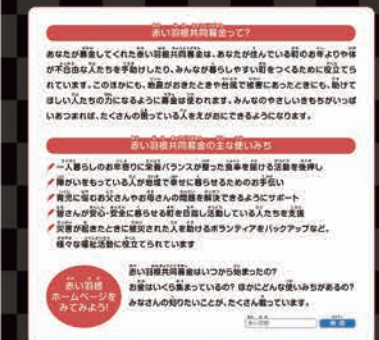 赤い羽根共同募金って?
あなたが募金してくれた赤い羽根共同募金は、あなたが住んでいる町のお年よりや体
が不自由な人たちを手助けしたり、みんなが暮らしやすい町をつくるために役立てら
れています。このほかにも、地震がおきたときや台風で被害にあったときにも、助けて
ほしい人たちの力になるように募金は使われます。みんなのやさしいきもちがいっぱ
いあつまれば、たくさんの困っている人をえがおにできるようになります。
赤い羽根共同募金の主な使いみち
一人暮らしのお年寄りに栄養バランスが整った食事を届ける活動を後押し
障がいをもっている人が地域で幸せに暮らせるためのお手伝い
育児に悩むお父さんやお母さんの問題を解決できるようにサポート
皆さんが安心・安全に暮らせる町を目指し活動している人たちを支援
災害が起きたときに被災された人を助けるボランティアをバックアップなど、
様々な福祉活動に役立てられています
赤い羽根
ホームページを
みてみよう!
赤い羽根共同募金はいつから始まったの?
お金はいくら集まっているの? ほかにどんな使いみちがあるの?
みなさんの知りたいことが、たくさん載っています。
赤い羽根
検索